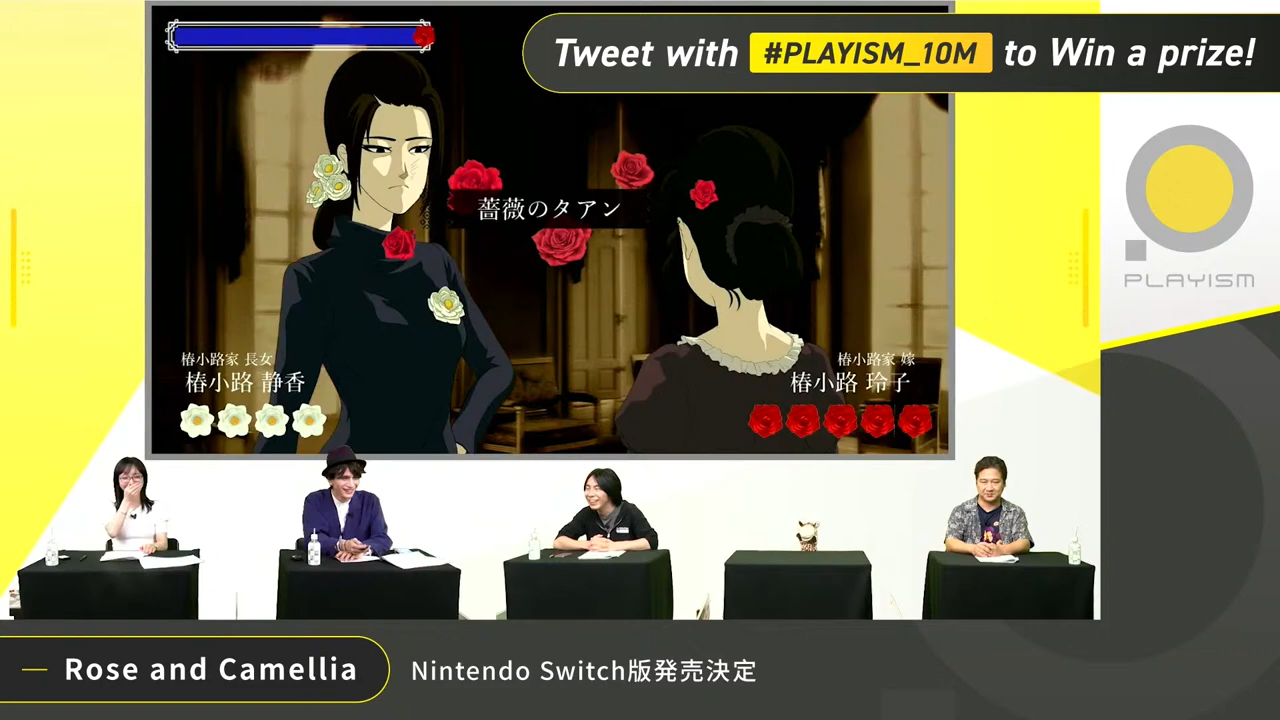 Tweet with #PLAYISM_10M to Win a prize!
薔薇のタアン
椿小路家 長女
椿小路 静香
椿小路家 嫁
椿小路 玲子
PLAYISM
Rose and Camellia
Nintendo Switch版発売決定